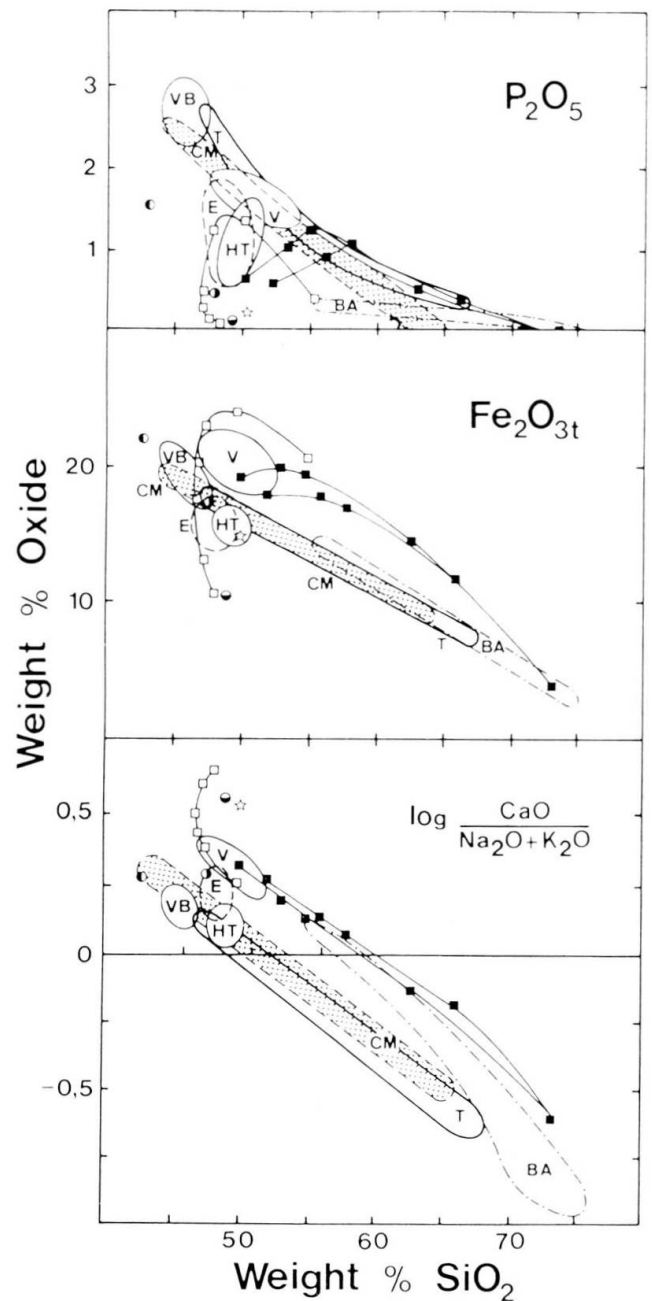 P₂O₅
3
VB
T
2
CM
E
V
1
HT
BA
Fe₂O₃t
20
VB
V
CM
E
HT
10
CM
T
BA
Weight % Oxide
log CaO
Na₂O+K₂O
0,5
V
E
VB
HT
0
CM
−0,5
T
BA
50 60 70
Weight % SiO₂